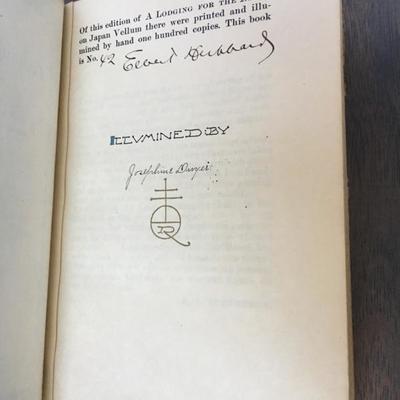 Of this edition of A LODGING FOR THE
on Japan Vellum there were printed and illu-
mined by hand one hundred copies. This book
is No. 42 Elbert Hubbard
ILLVMINED:BY
Josephine
R